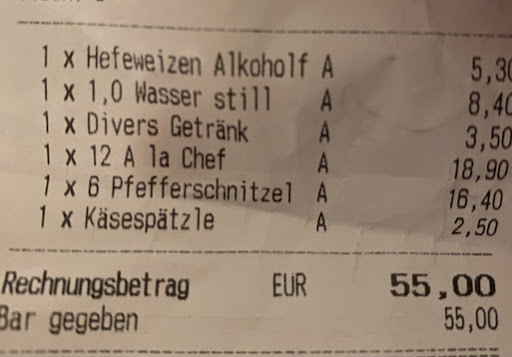 1 x Hefeweizen Alkoholf A 5,30
1 x 1,0 Wasser still A 8,40
1 x Divers Getränk A 3,50
1 x 12 A la Chef A 18,90
1 x 6 Pfefferschnitzel A 16,40
1 x Käsespätzle A 2,50
Rechnungsbetrag EUR 55,00
Bar gegeben 55,00